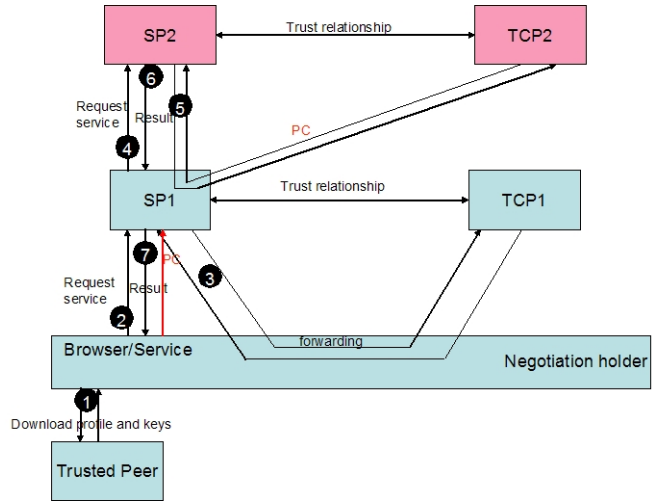 SP2
Trust relationship
TCP2
6
Request
service
Result
5
PC
4
SP1
Trust relationship
TCP1
7
PC
3
Request
service
Result
2
forwarding
Browser/Service
Negotiation holder
1
Download profile and keys
Trusted Peer